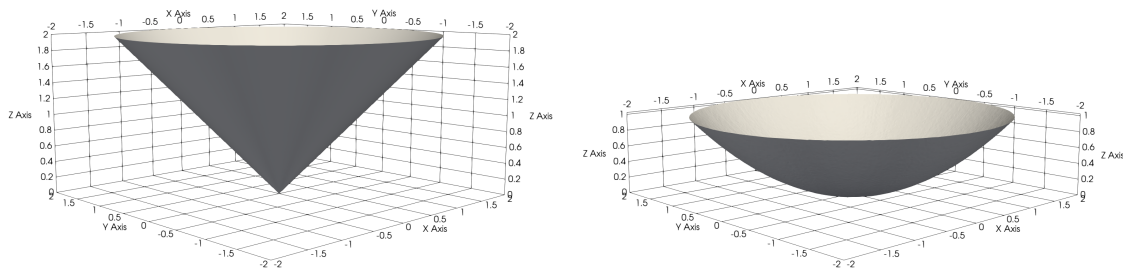 X Axis Y Axis
-2 -1.5 -1 -0.5 0 0.5 1 1.5 2 1.5 1 0.5 0 -0.5 -1 -1.5 -2
2 2
1.8 1.8
1.6 1.6
1.4 1.4
1.2 1.2
Z Axis 1 1 Z Axis
0.8 0.8
0.6 0.6
0.4 0.4
0.2 0.2
0 0
2 1.5 1 0.5 0 -0.5 -1 -1.5 -2
Y Axis
-2 -1.5 -1 -0.5 0 0.5 1 1.5 2
X Axis
X Axis Y Axis
-2 -1.5 -1 -0.5 0 0.5 1 1.5 2 1.5 1 0.5 0 -0.5 -1 -1.5 -2
1 1
0.8 0.8
0.6 0.6
Z Axis Z Axis
0.4 0.4
0.2 0.2
0 0
2 1.5 1 0.5 0 -0.5 -1 -1.5 -2
Y Axis
-2 -1.5 -1 -0.5 0 0.5 1 1.5 2
X Axis